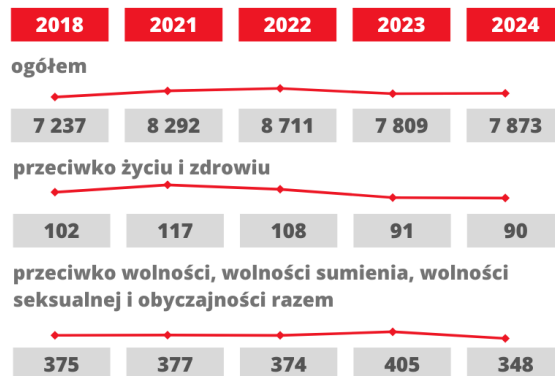 2018 2021 2022 2023 2024
ogółem
7 237 8 292 8 711 7 809 7 873
przeciwko życiu i zdrowiu
102 117 108 91 90
przeciwko wolności, wolności sumienia, wolności
seksualnej i obyczajności razem
375 377 374 405 348